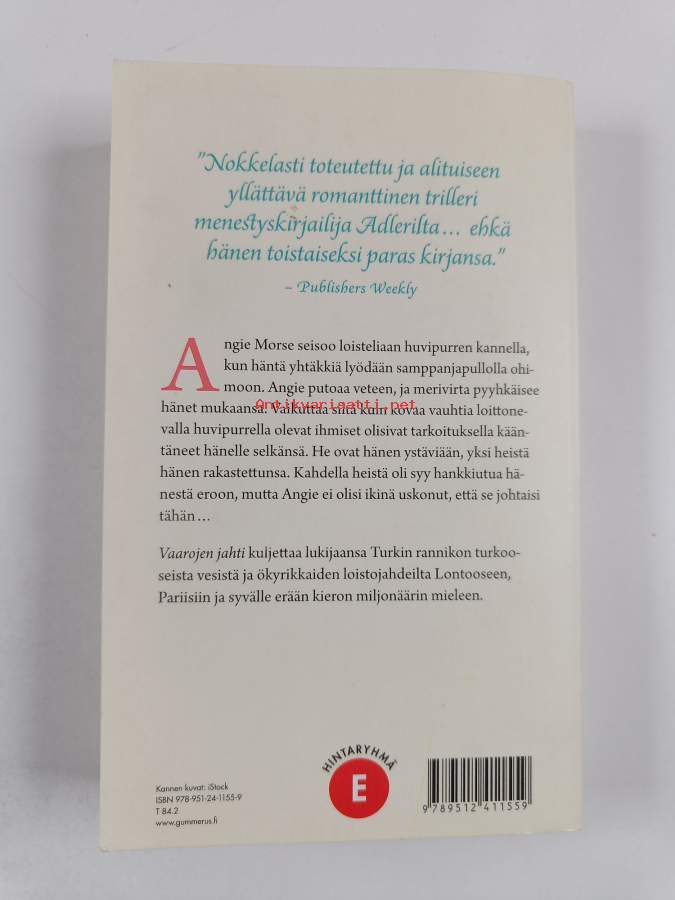 "Nokkelasti toteutettu ja alituiseen
yllättävä romanttinen trilleri
menestyskirjailija Adlerilta... ehkä
hänen toistaiseksi paras kirjansa."
– Publishers Weekly
Angie Morse seisoo loisteliaan huvipurren kannella,
kun häntä yhtäkkiä lyödään samppanjapullolla ohi-
moon. Angie putoaa veteen, ja merivirta pyyhkäisee
Antikvariaatti.net
hänet mukaansa. Vaikuttaa siltä kuin kovaa vauhtia loittone-
valla huvipurrella olevat ihmiset olisivat tarkoituksella kään-
täneet hänelle selkänsä. He ovat hänen ystäviään, yksi heistä
hänen rakastettunsa. Kahdella heistä oli syy hankkiutua hä-
nestä eroon, mutta Angie ei olisi ikinä uskonut, että se johtaisi
tähän...
Vaarojen jahti kuljettaa lukijaansa Turkin rannikon turkoo-
seista vesistä ja ökyrikkaiden loistojahdeilta Lontooseen,
Pariisiin ja syvälle erään kieron miljonäärin mieleen.
HINTARYHMÄ
E
Kannen kuvat: iStock
ISBN 978-951-24-1155-9
T 84.2
www.gummerus.fi
9 789512 411559